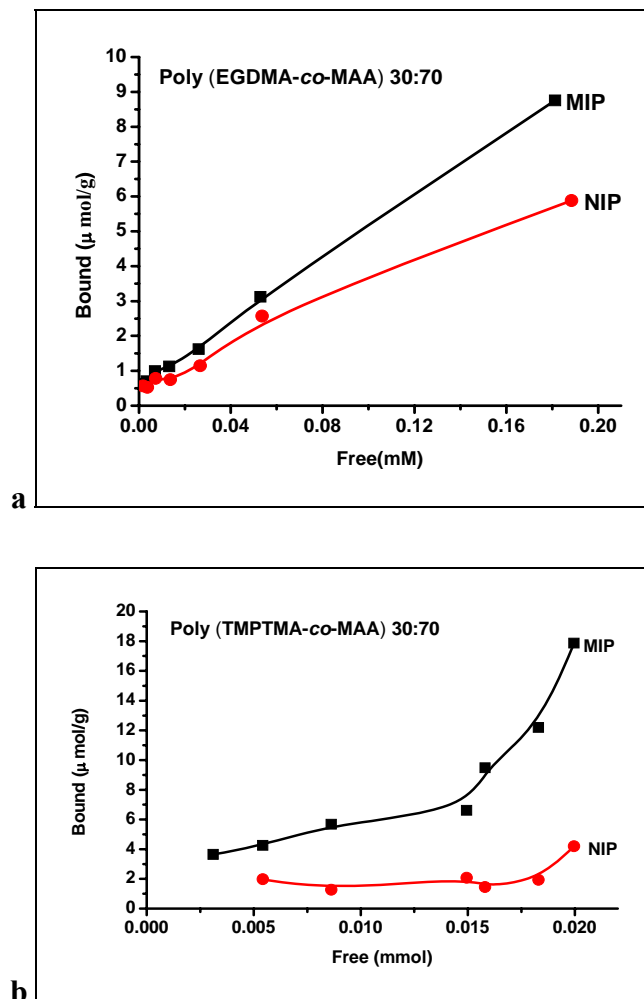 Poly (EGDMA-co-MAA) 30:70
10
9
8
7
6
5
4
3
2
1
0
MIP
NIP
Bound (μ mol/g)
0.00 0.04 0.08 0.12 0.16 0.20
Free(mM)
a
20
18
16
14
12
10
8
6
4
2
0
Poly (TMPTMA-co-MAA) 30:70
MIP
NIP
Bound (μ mol/g)
0.000 0.005 0.010 0.015 0.020
Free (mmol)
b